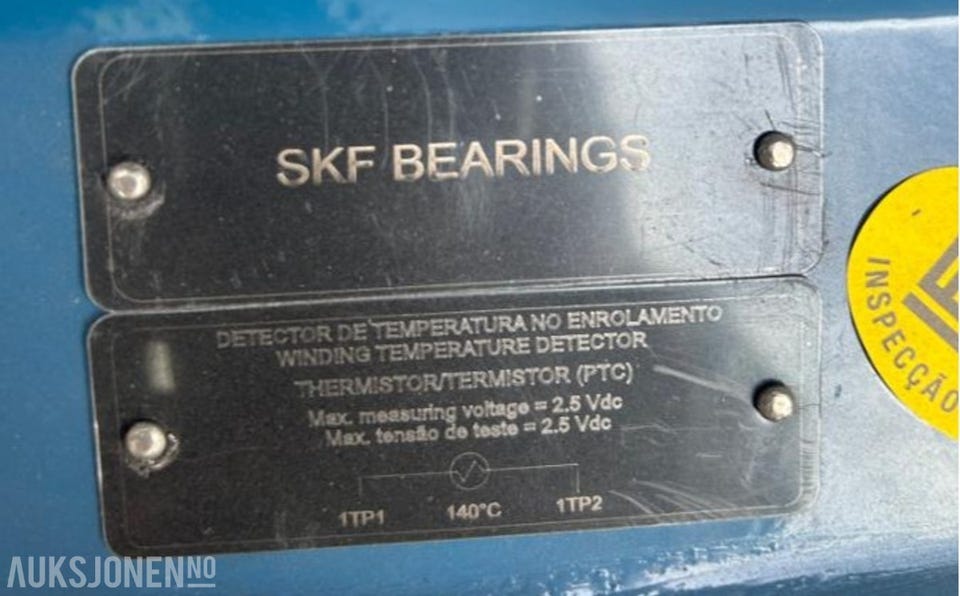 SKF BEARINGS
DETECTOR DE TEMPERATURA NO ENROLAMENTO
WINDING TEMPERATURE DETECTOR
THERMISTOR/TERMISTOR (PTC)
Max. measuring voltage = 2.5 Vdc
Max. tensão de teste = 2.5 Vdc
1TP1 140°C 1TP2
INSPECÇÃO
AUKSJONEN.NO